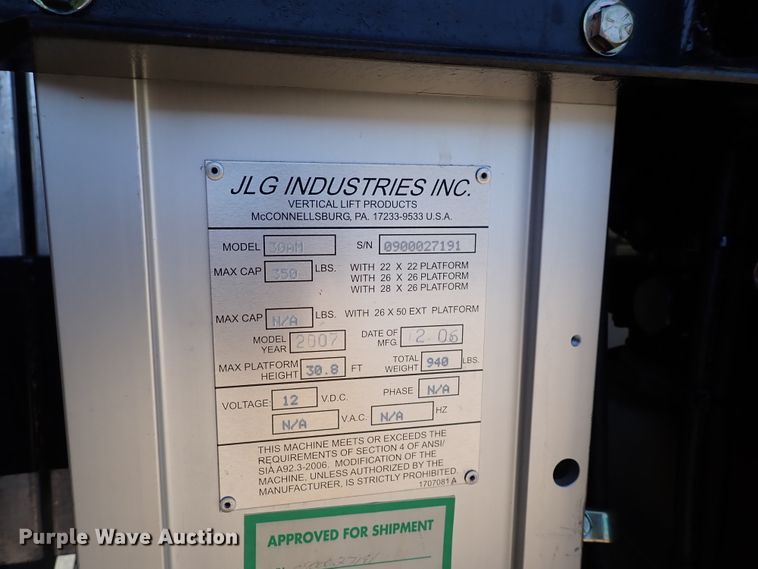 JLG INDUSTRIES INC.
VERTICAL LIFT PRODUCTS
McCONNELLSBURG, PA. 17233-9533 U.S.A.
MODEL 30AM S/N 0900027191
MAX CAP 350 LBS. WITH 22 X 22 PLATFORM
WITH 26 X 26 PLATFORM
WITH 28 X 26 PLATFORM
MAX CAP N/A LBS. WITH 26 X 50 EXT PLATFORM
MODEL YEAR 2007 DATE OF MFG. 2.06
MAX PLATFORM HEIGHT 30.8 FT TOTAL WEIGHT 940 LBS.
VOLTAGE 12 V.D.C. PHASE N/A
N/A V.A.C. N/A HZ
THIS MACHINE MEETS OR EXCEEDS THE
REQUIREMENTS OF SECTION 4 OF ANSI/
SIA A92.3-2006. MODIFICATION OF THE
MACHINE, UNLESS AUTHORIZED BY THE
MANUFACTURER, IS STRICTLY PROHIBITED.
1707081 A
APPROVED FOR SHIPMENT
Purple Wave Auction